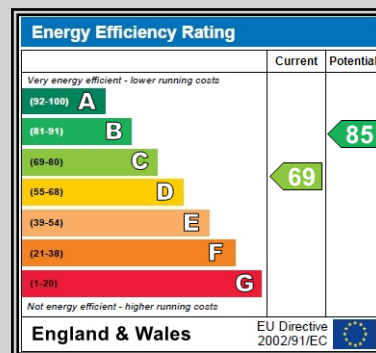 Energy Efficiency Rating
Current Potential
Very energy efficient - lower running costs
(92-100) A
(81-91) B
85
(69-80) C
69
(55-68) D
(39-54) E
(21-38) F
(1-20) G
Not energy efficient - higher running costs
England & Wales
EU Directive
2002/91/EC